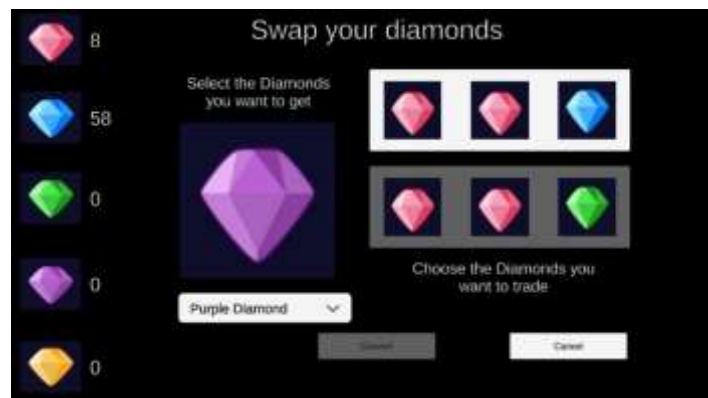 Swap your diamonds
8
58
0
0
0
Select the Diamonds
you want to get
Purple Diamond
Choose the Diamonds you
want to trade
Cancel